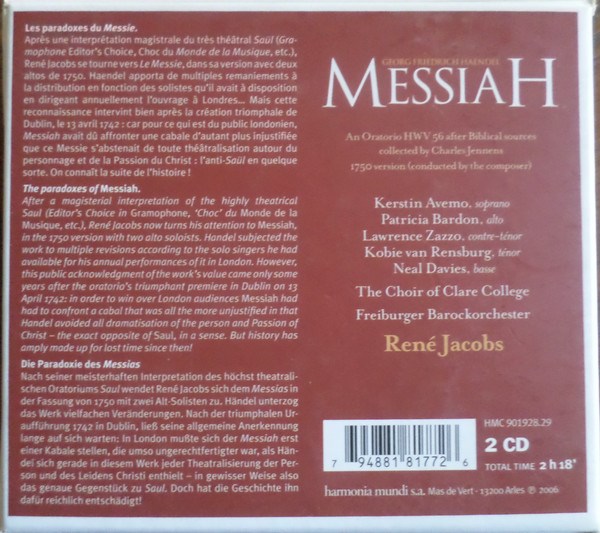 Les paradoxes du Messie.
Après une interprétation magistrale du très théâtral Saül (Gra-
mophone Editor's Choice, Choc du Monde de la Musique, etc.),
René Jacobs se tourne vers Le Messie, dans sa version avec deux
altos de 1750. Haendel apporta de multiples remaniements à
la distribution en fonction des solistes qu'il avait à disposition
en dirigeant annuellement l'ouvrage à Londres... Mais cette
reconnaissance intervint bien après la création triomphale de
Dublin, le 13 avril 1742 : car pour ce qui est du public londonien,
Messiah avait dû affronter une cabale d'autant plus injustifiée
que ce Messie s'abstenait de toute théâtralisation autour du
personnage et de la Passion du Christ : l'anti-Saül en quelque
sorte. On connaît la suite de l'histoire !
The paradoxes of Messiah.
After a magisterial interpretation of the highly theatrical
Saul (Editor's Choice in Gramophone, 'Choc' du Monde de la
Musique, etc.), René Jacobs now turns his attention to Messiah,
in the 1750 version with two alto soloists. Handel subjected the
work to multiple revisions according to the solo singers he had
available for his annual performances of it in London. However,
this public acknowledgment of the work's value came only some
years after the oratorio's triumphant premiere in Dublin on 13
April 1742: in order to win over London audiences Messiah had
had to confront a cabal that was all the more unjustified in that
Handel avoided all dramatisation of the person and Passion of
Christ – the exact opposite of Saul, in a sense. But history has
amply made up for lost time since then!
Die Paradoxie des Messias
Nach seiner meisterhaften Interpretation des höchst theatrali-
schen Oratoriums Saul wendet René Jacobs sich dem Messias in
der Fassung von 1750 mit zwei Alt-Solisten zu. Händel unterzog
das Werk vielfachen Veränderungen. Nach der triumphalen Ur-
aufführung 1742 in Dublin, ließ seine allgemeine Anerkennung
lange auf sich warten: In London mußte sich der Messiah erst
einer Kabale stellen, die umso ungerechtfertigter war, als Hän-
del sich gerade in diesem Werk jeder Theatralisierung der Per-
son und des Leidens Christi enthielt – in gewisser Weise also
das genaue Gegenstück zu Saul. Doch hat die Geschichte ihn
dafür reichlich entschädigt!
GEORG FRIEDRICH HAENDEL
MESSIAH
An Oratorio HWV 56 after Biblical sources
collected by Charles Jennens
1750 version (conducted by the composer)
Kerstin Avemo. soprano
Patricia Bardon. alto
Lawrence Zazzo. contre-ténor
Kobie van Rensburg. ténor
Neal Davies. basse
The Choir of Clare College
Freiburger Barockorchester
René Jacobs
HMC 901928.29
2 CD
TOTAL TIME 2 h 18'
7 94881 81772 6
harmonia mundi s.a. Mas de Vert - 13200 Arles ℗ 2006